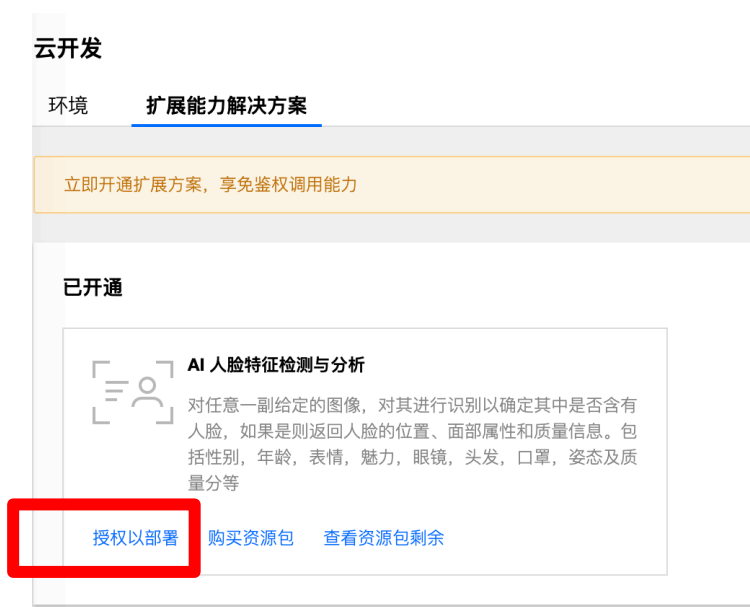 云开发
环境 扩展能力解决方案
立即开通扩展方案，享免鉴权调用能力
已开通
AI 人脸特征检测与分析
对任意一副给定的图像，对其进行识别以确定其中是否含有
人脸，如果是则返回人脸的位置、面部属性和质量信息。包
括性别，年龄，表情，魅力，眼镜，头发，口罩，姿态及质
量分等
授权以部署 购买资源包 查看资源包剩余